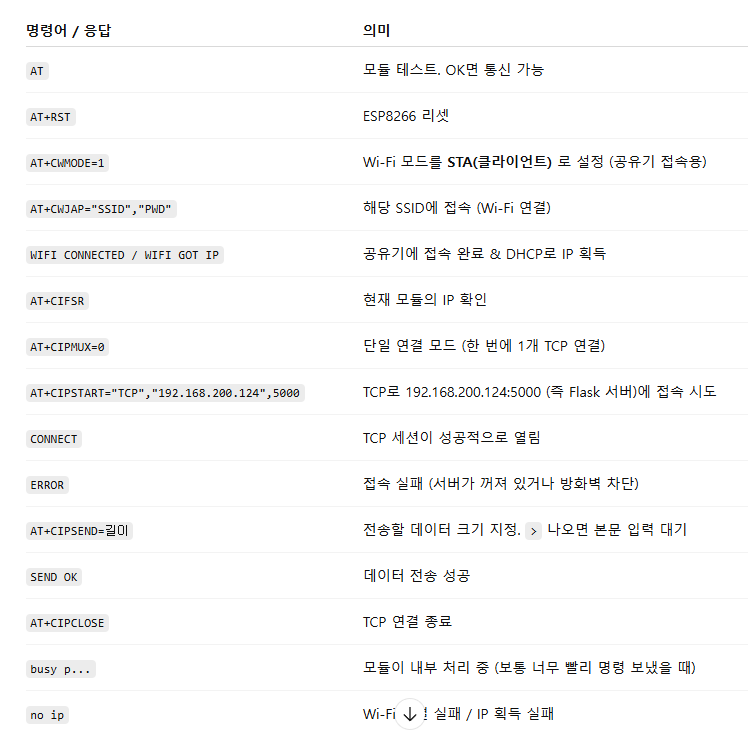 명령어 / 응답 의미
AT 모듈 테스트. OK면 통신 가능
AT+RST ESP8266 리셋
AT+CWMODE=1 Wi-Fi 모드를 STA(클라이언트) 로 설정 (공유기 접속용)
AT+CWJAP="SSID","PWD" 해당 SSID에 접속 (Wi-Fi 연결)
WIFI CONNECTED / WIFI GOT IP 공유기에 접속 완료 & DHCP로 IP 획득
AT+CIFSR 현재 모듈의 IP 확인
AT+CIPMUX=0 단일 연결 모드 (한 번에 1개 TCP 연결)
AT+CIPSTART="TCP","192.168.200.124",5000 TCP로 192.168.200.124:5000 (즉 Flask 서버)에 접속 시도
CONNECT TCP 세션이 성공적으로 열림
ERROR 접속 실패 (서버가 꺼져 있거나 방화벽 차단)
AT+CIPSEND=길이 전송할 데이터 크기 지정. > 나오면 본문 입력 대기
SEND OK 데이터 전송 성공
AT+CIPCLOSE TCP 연결 종료
busy p... 모듈이 내부 처리 중 (보통 너무 빨리 명령 보냈을 때)
no ip Wi-Fi 실패 / IP 획득 실패